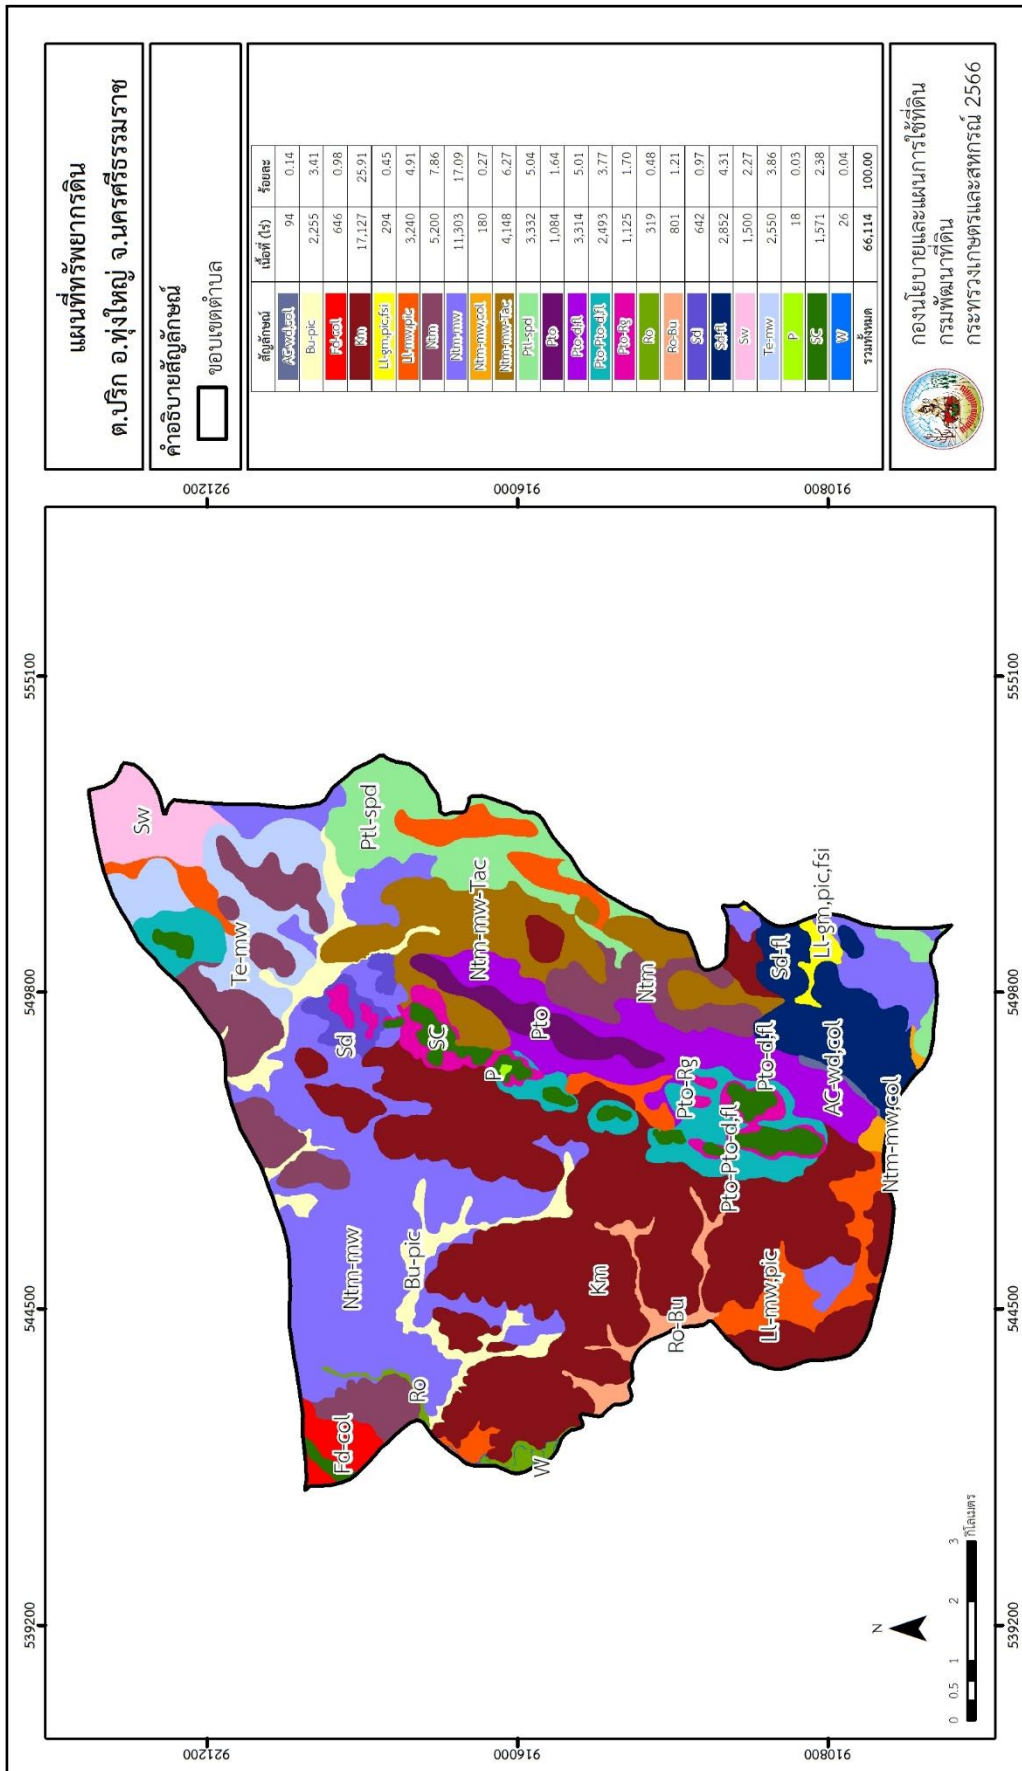 แผนที่ทรัพยากรดิน
ต.ปริก อ.ทุ่งใหญ่ จ.นครศรีธรรมราช
คำอธิบายสัญลักษณ์
ขอบเขตตำบล
สัญลักษณ์ เนื้อที่ (ไร่) ร้อยละ
AC-wd,col 94 0.14
Bu-pic 2,255 3.41
Fd-col 646 0.98
Km 17,127 25.91
Ll-gm,pic,fsi 294 0.45
Ll-mw,pic 3,240 4.91
Ntm 5,200 7.86
Ntm-mw 11,303 17.09
Ntm-mw,col 180 0.27
Ntm-mw-Tac 4,148 6.27
Ptl-spd 3,332 5.04
Pto 1,084 1.64
Pto-d,fl 3,314 5.01
Pto-Pto-d,fl 2,493 3.77
Pto-Rg 1,125 1.70
Ro 319 0.48
Ro-Bu 801 1.21
Sd 642 0.97
Sd-fl 2,852 4.31
Sw 1,500 2.27
Te-mw 2,550 3.86
P 18 0.03
SC 1,571 2.38
W 26 0.04
รวมทั้งหมด 66,114 100.00
กองนโยบายและแผนการใช้ที่ดิน
กรมพัฒนาที่ดิน
กระทรวงเกษตรและสหกรณ์ 2566
539200 544500 549800 555100
921200
916000
910800
Sw
Te-mw
Ptl-spd
Ntm-mw-Tac
Sd
SC
Ntm-mw
Bu-pic
Fd-col
Ro
P
Pto
Ntm
W
Km
Ro-Bu
Pto-Rg
Pto-Pto-d,fl
Pto-d,fl
Sd-fl
Ll-gm,pic,fsi
Ll-mw,pic
AC-wd,col
Ntm-mw,col
921200
916000
910800
539200 544500 549800 555100
N
0 0.5 1 2 3
กิโลเมตร